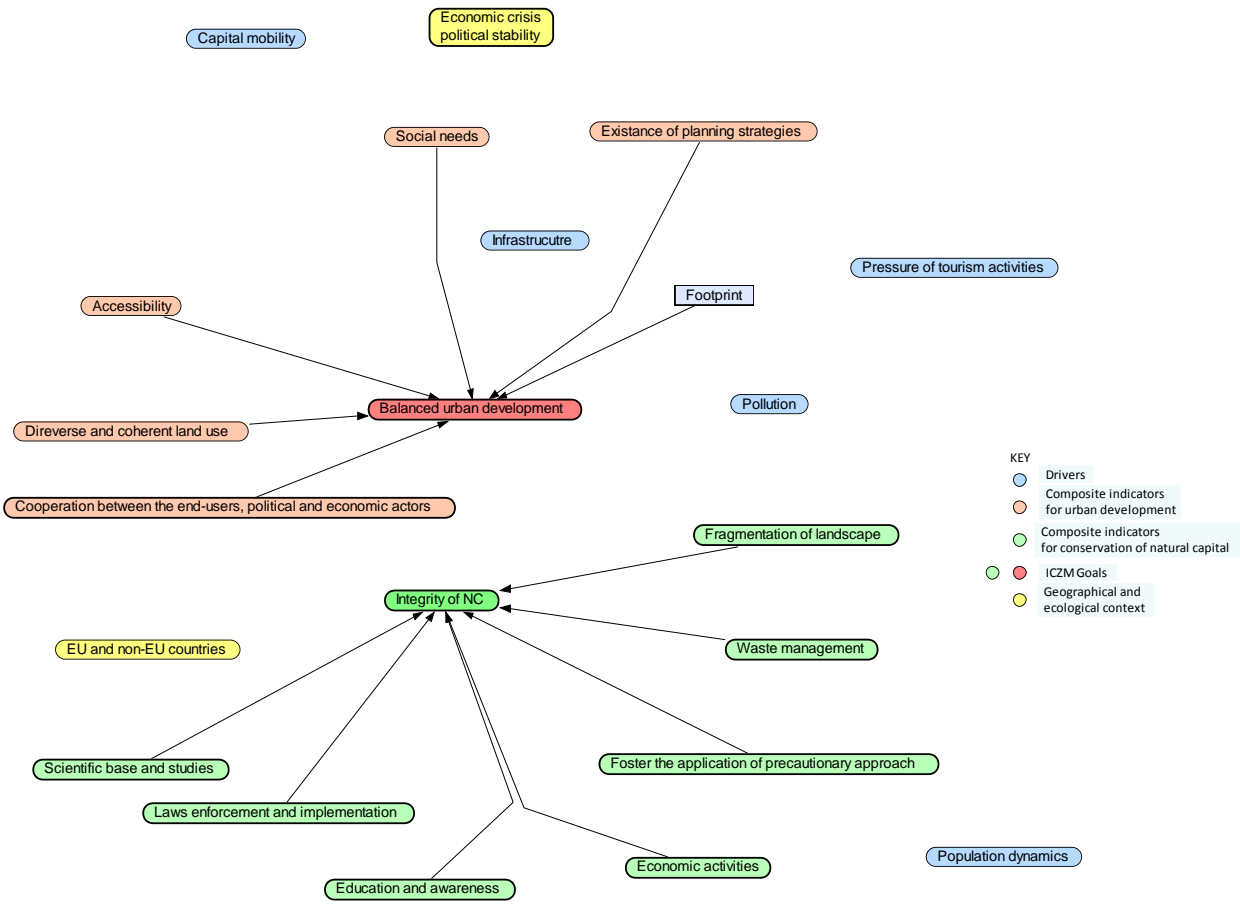 Economic crisis
political stability
Capital mobility
Social needs
Existance of planning strategies
Infrastrucutre
Pressure of tourism activities
Footprint
Accessibility
Balanced urban development
Pollution
Direverse and coherent land use
KEY
Drivers
Composite indicators
for urban development
Composite indicators
for conservation of natural capital
ICZM Goals
Geographical and
ecological context
Cooperation between the end-users, political and economic actors
Fragmentation of landscape
Integrity of NC
EU and non-EU countries
Waste management
Scientific base and studies
Foster the application of precautionary approach
Laws enforcement and implementation
Population dynamics
Economic activities
Education and awareness